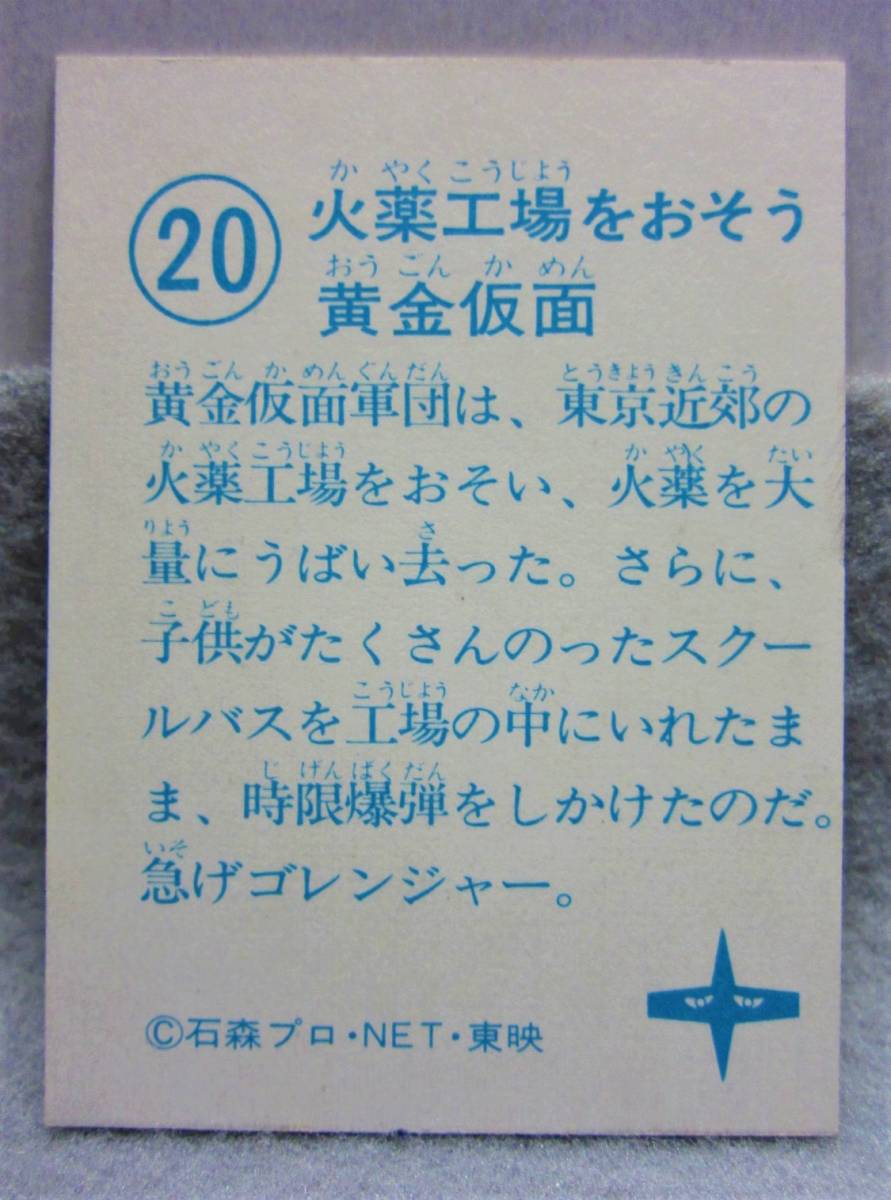 20
かやくこうじょう
火薬工場をおそう
おうごんかめん
黄金仮面
おうごんかめんぐんだん とうきょうきんこう
黄金仮面軍団は、東京近郊の
かやくこうじょう かやく たい
火薬工場をおそい、火薬を大
りょう さ
量にうばい去った。さらに、
こども
子供がたくさんのったスクー
こうじょう なか
ルバスを工場の中にいれたま
じげんばくだん
ま、時限爆弾をしかけたのだ。
いそ
急げゴレンジャー。
©石森プロ・NET・東映